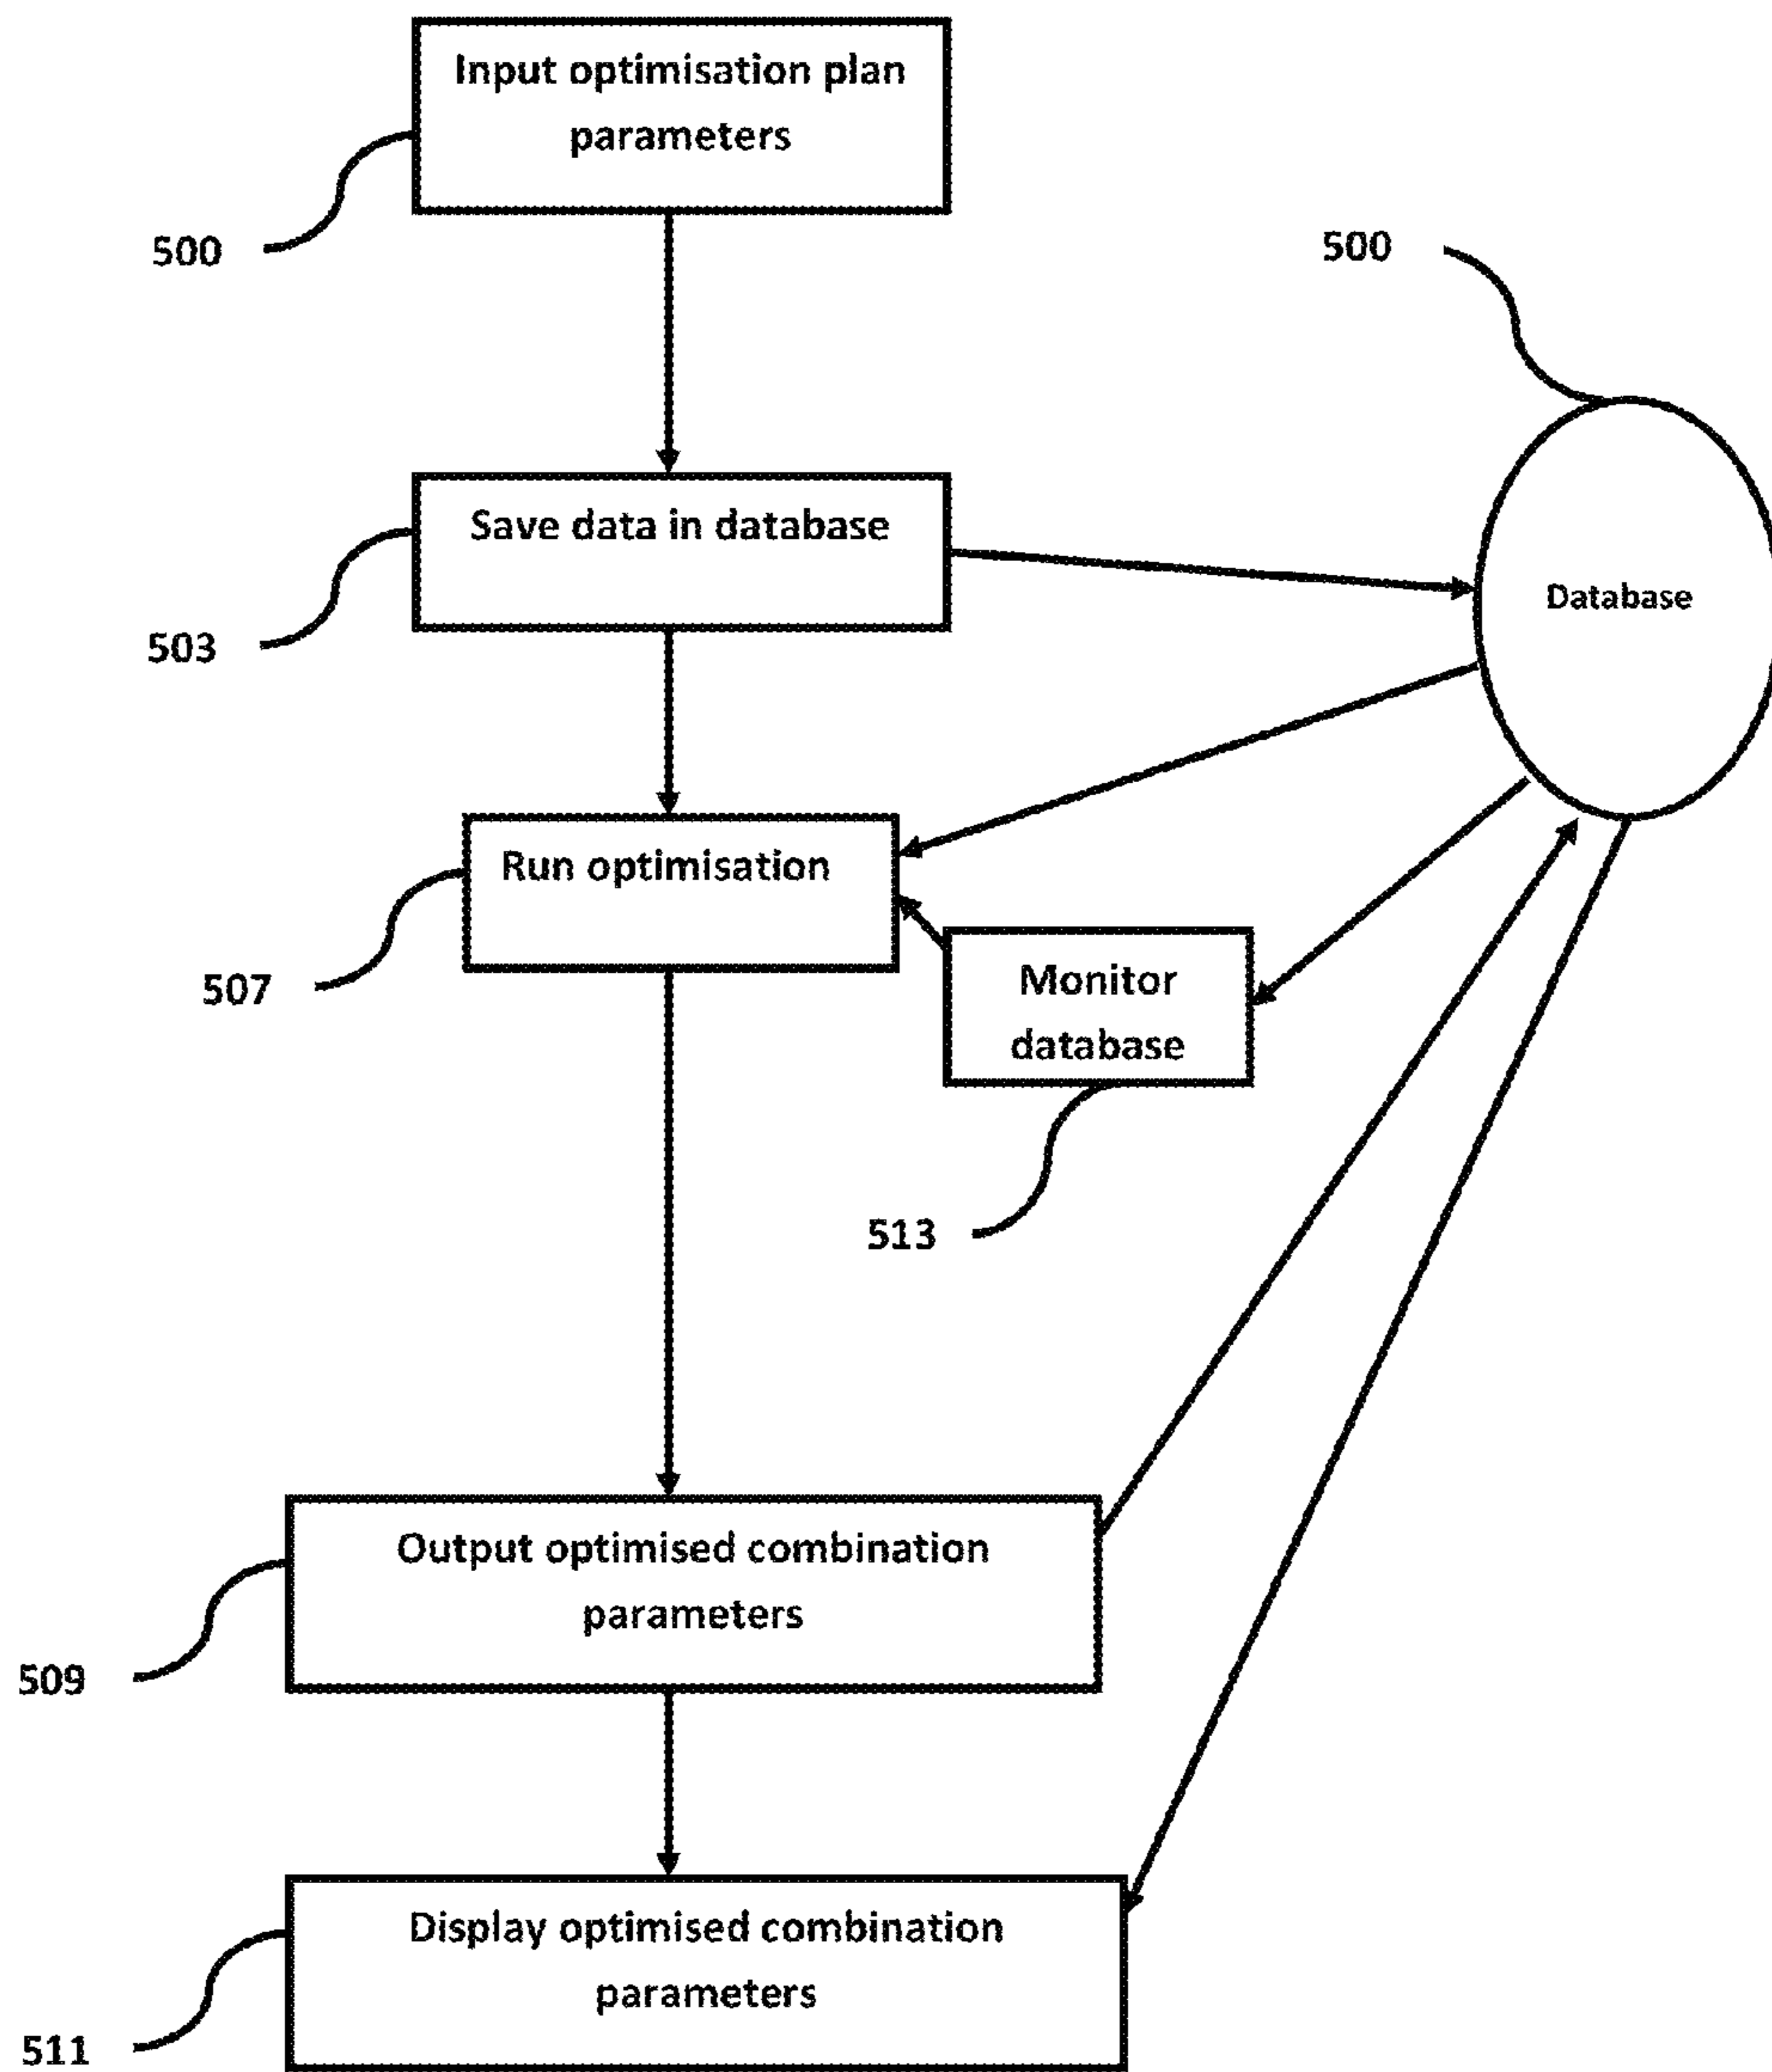 Input optimisation plan
parameters
500
500
Save data in database
Database
503
Run optimisation
507
Monitor
database
513
Output optimised combination
parameters
509
Display optimised combination
parameters
511